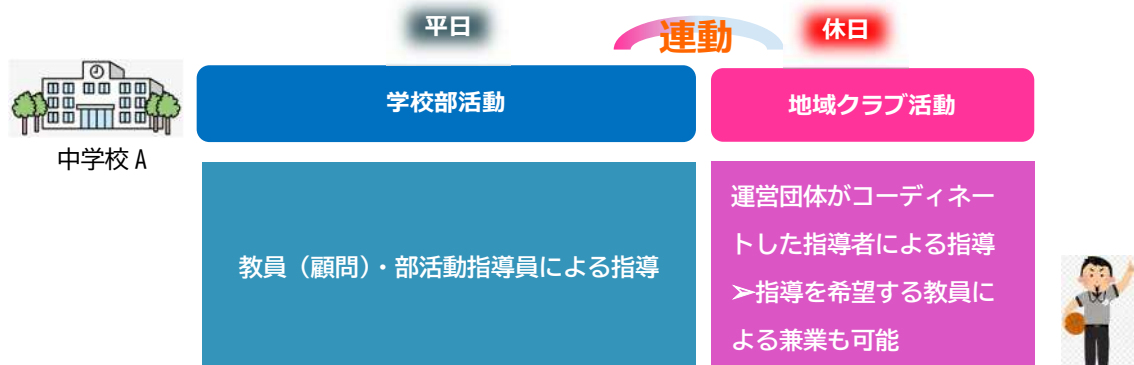 平日
連動
休日
学校部活動
地域クラブ活動
中学校 A
教員（顧問）・部活動指導員による指導
運営団体がコーディネー
トした指導者による指導
➢指導を希望する教員に
よる兼業も可能